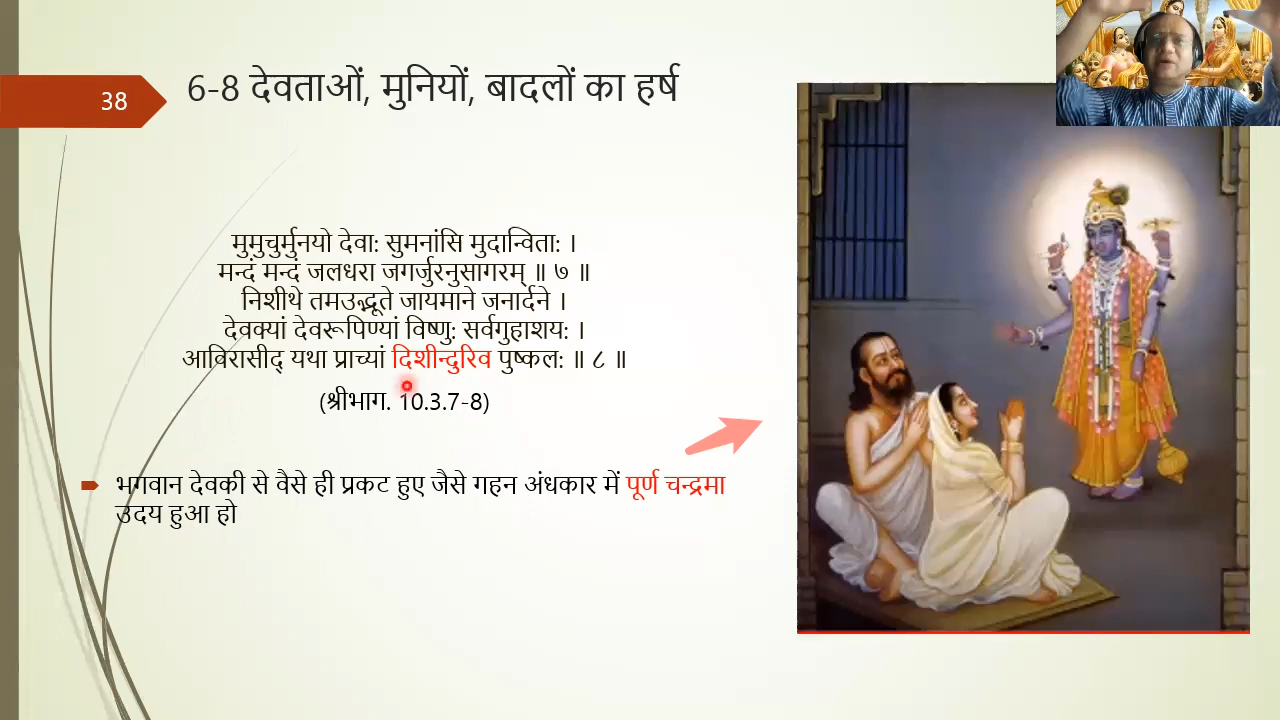 38
6-8 देवताओं, मुनियों, बादलों का हर्ष
मुमुचुर्मुनयो देवा: सुमनांसि मुदान्विता: ।
मन्दं मन्दं जलधरा जगर्जुरनुसागरम् ॥ ७ ॥
निशीथे तमउद्भूते जायमाने जनार्दने ।
देवक्यां देवरूपिण्यां विष्णु: सर्वगुहाशय: ।
आविरासीद् यथा प्राच्यां दिशीन्दुरिव पुष्कल: ॥ ८ ॥
(श्रीभाग. 10.3.7-8)
भगवान देवकी से वैसे ही प्रकट हुए जैसे गहन अंधकार में पूर्ण चन्द्रमा
उदय हुआ हो